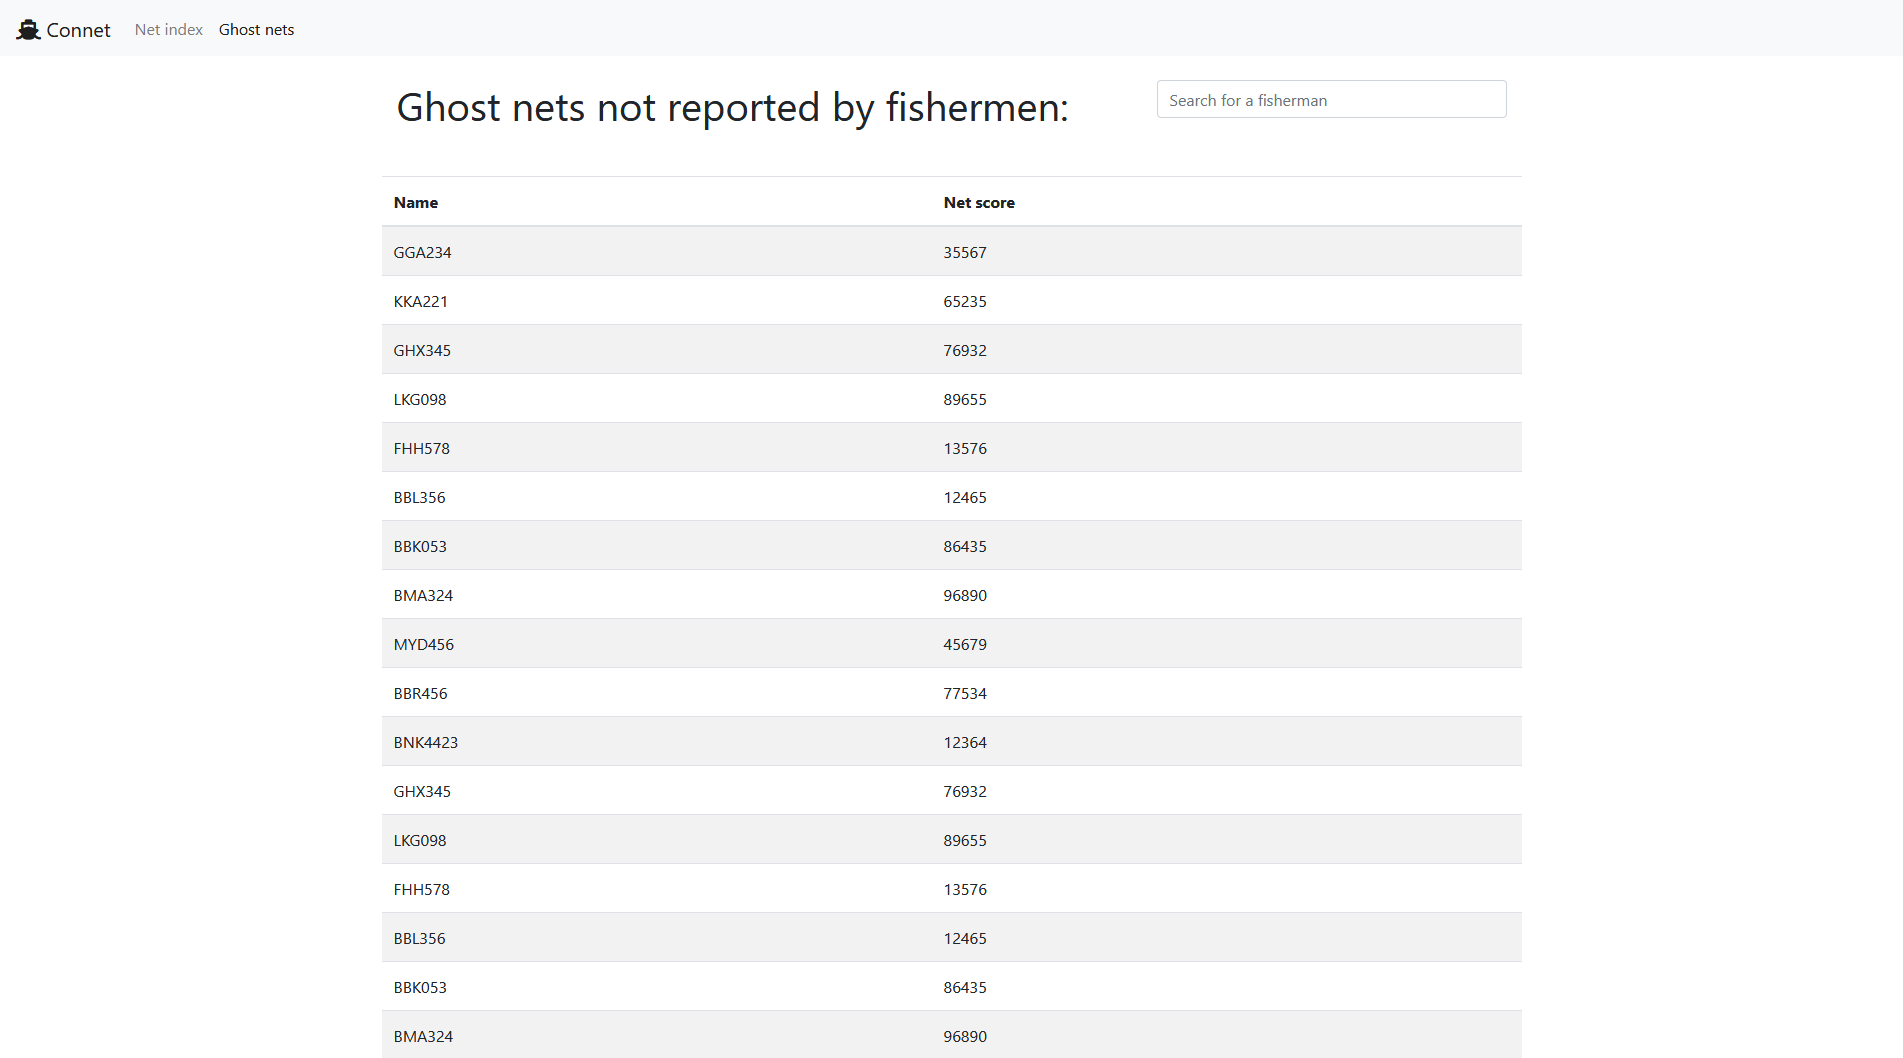 Connet Net index Ghost nets
Ghost nets not reported by fishermen:
Search for a fisherman
Name Net score
GGA234 35567
KKA221 65235
GHX345 76932
LKG098 89655
FHH578 13576
BBL356 12465
BBK053 86435
BMA324 96890
MYD456 45679
BBR456 77534
BNK4423 12364
GHX345 76932
LKG098 89655
FHH578 13576
BBL356 12465
BBK053 86435
BMA324 96890